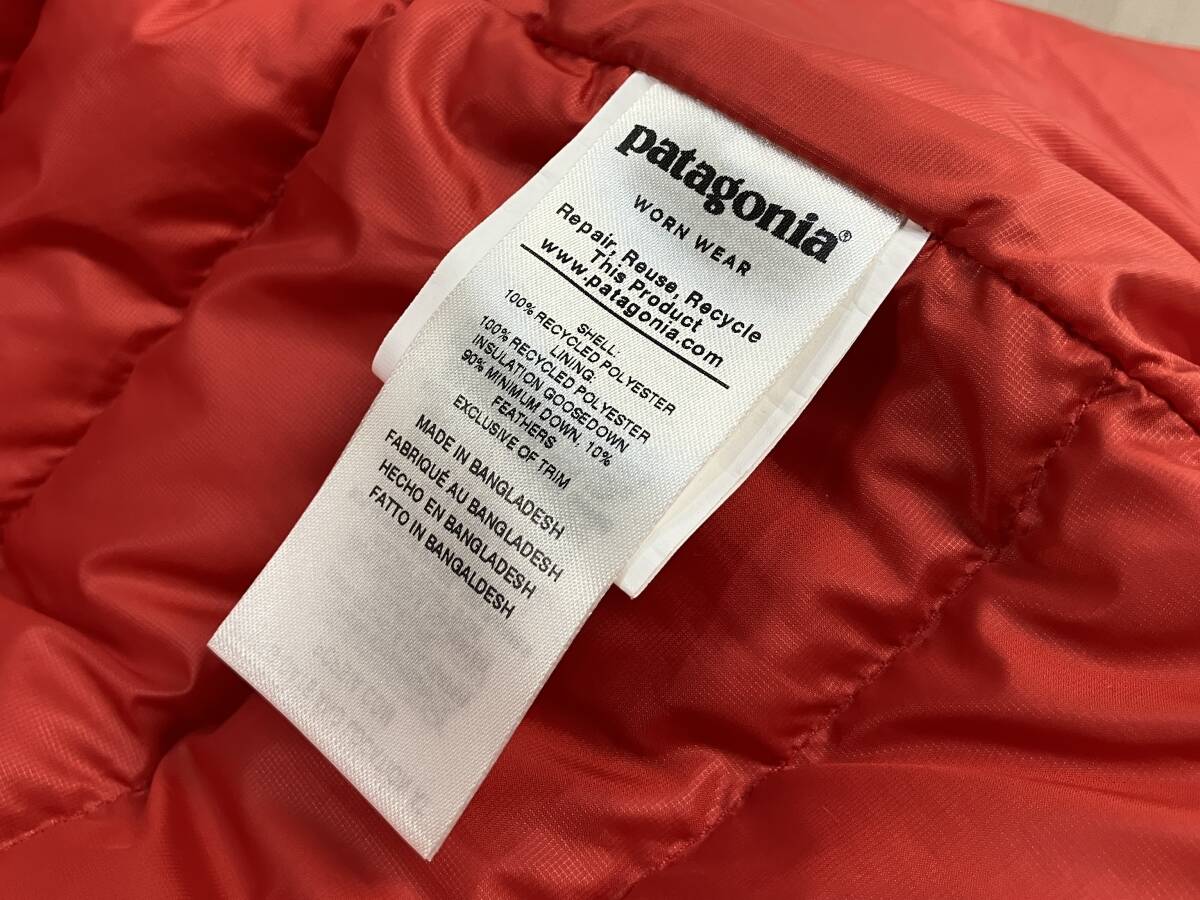 patagonia®
WORN WEAR
Repair, Reuse, Recycle
This Product
www.patagonia.com
SHELL:
100% RECYCLED POLYESTER
LINING:
100% RECYCLED POLYESTER
INSULATION GOOSEDOWN
90% MINIMUM DOWN, 10%
FEATHERS
EXCLUSIVE OF TRIM
MADE IN BANGLADESH
FABRIQUÉ AU BANGLADESH
HECHO EN BANGLADESH
FATTO IN BANGALDESH